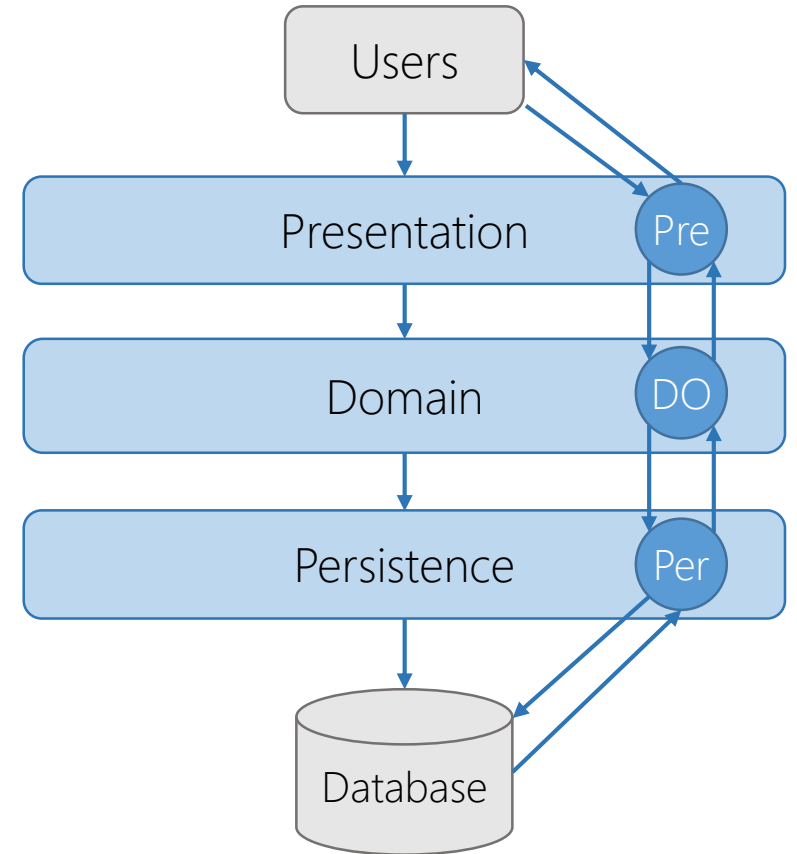 Users
Presentation
Pre
Domain
DO
Persistence
Per
Database